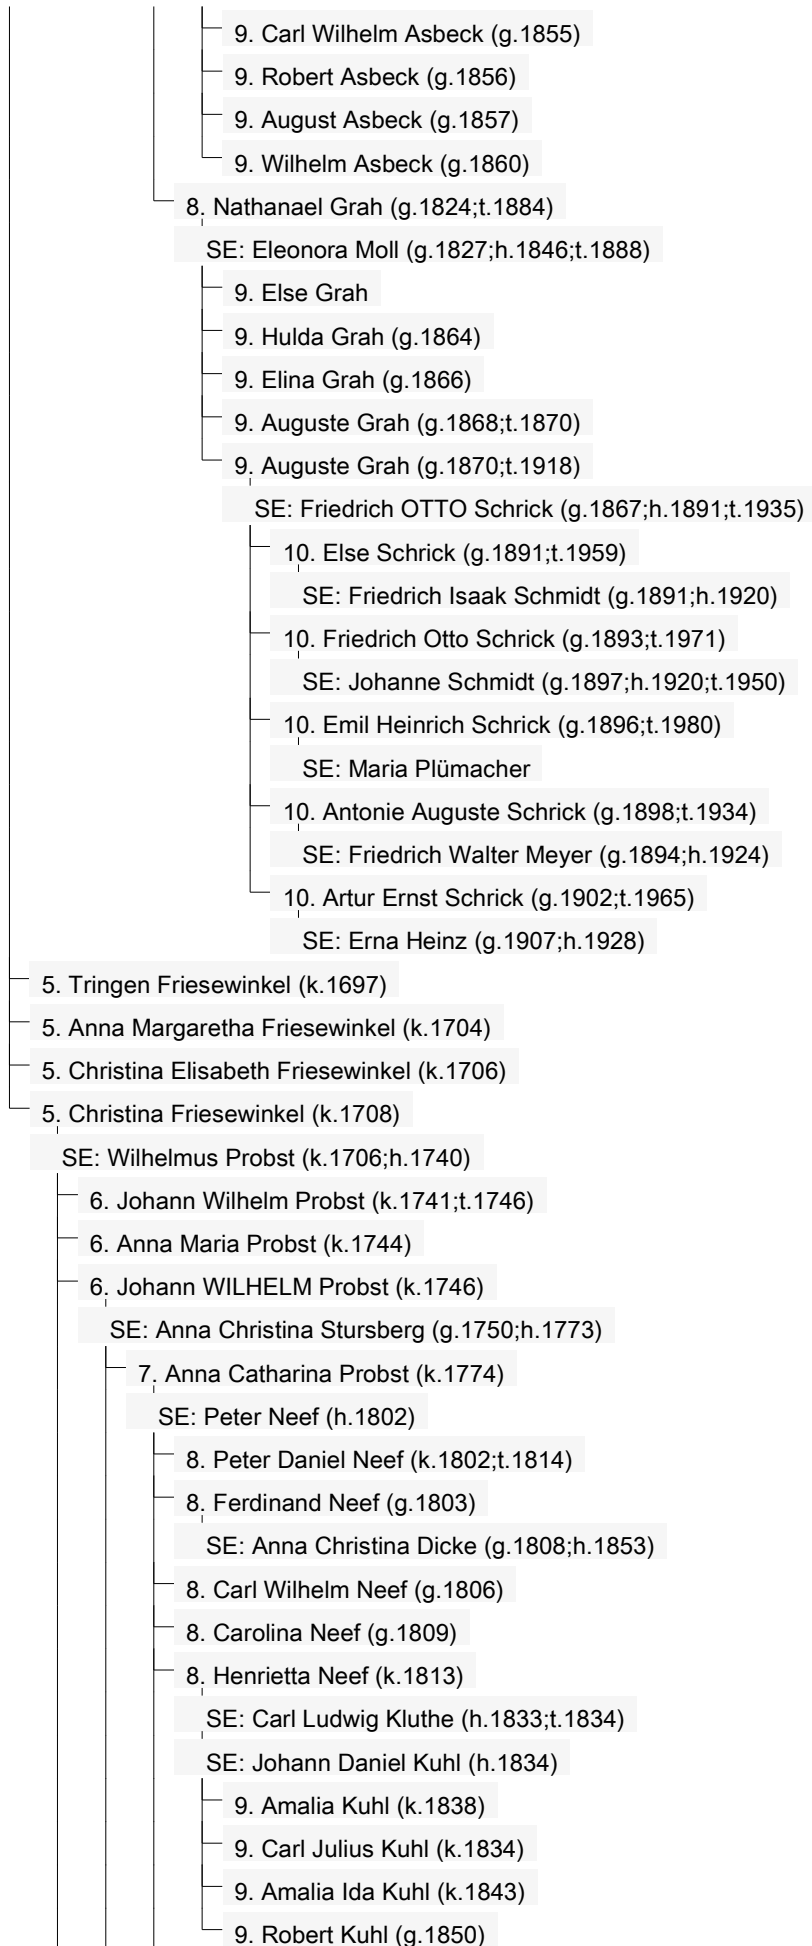 9. Carl Wilhelm Asbeck (g.1855)
9. Robert Asbeck (g.1856)
9. August Asbeck (g.1857)
9. Wilhelm Asbeck (g.1860)
8. Nathanael Grah (g.1824;t.1884)
SE: Eleonora Moll (g.1827;h.1846;t.1888)
9. Else Grah
9. Hulda Grah (g.1864)
9. Elina Grah (g.1866)
9. Auguste Grah (g.1868;t.1870)
9. Auguste Grah (g.1870;t.1918)
SE: Friedrich OTTO Schrick (g.1867;h.1891;t.1935)
10. Else Schrick (g.1891;t.1959)
SE: Friedrich Isaak Schmidt (g.1891;h.1920)
10. Friedrich Otto Schrick (g.1893;t.1971)
SE: Johanne Schmidt (g.1897;h.1920;t.1950)
10. Emil Heinrich Schrick (g.1896;t.1980)
SE: Maria Plümacher
10. Antonie Auguste Schrick (g.1898;t.1934)
SE: Friedrich Walter Meyer (g.1894;h.1924)
10. Artur Ernst Schrick (g.1902;t.1965)
SE: Erna Heinz (g.1907;h.1928)
5. Tringen Friesewinkel (k.1697)
5. Anna Margaretha Friesewinkel (k.1704)
5. Christina Elisabeth Friesewinkel (k.1706)
5. Christina Friesewinkel (k.1708)
SE: Wilhelmus Probst (k.1706;h.1740)
6. Johann Wilhelm Probst (k.1741;t.1746)
6. Anna Maria Probst (k.1744)
6. Johann WILHELM Probst (k.1746)
SE: Anna Christina Stursberg (g.1750;h.1773)
7. Anna Catharina Probst (k.1774)
SE: Peter Neef (h.1802)
8. Peter Daniel Neef (k.1802;t.1814)
8. Ferdinand Neef (g.1803)
SE: Anna Christina Dicke (g.1808;h.1853)
8. Carl Wilhelm Neef (g.1806)
8. Carolina Neef (g.1809)
8. Henrietta Neef (k.1813)
SE: Carl Ludwig Kluthe (h.1833;t.1834)
SE: Johann Daniel Kuhl (h.1834)
9. Amalia Kuhl (k.1838)
9. Carl Julius Kuhl (k.1834)
9. Amalia Ida Kuhl (k.1843)
9. Robert Kuhl (g.1850)